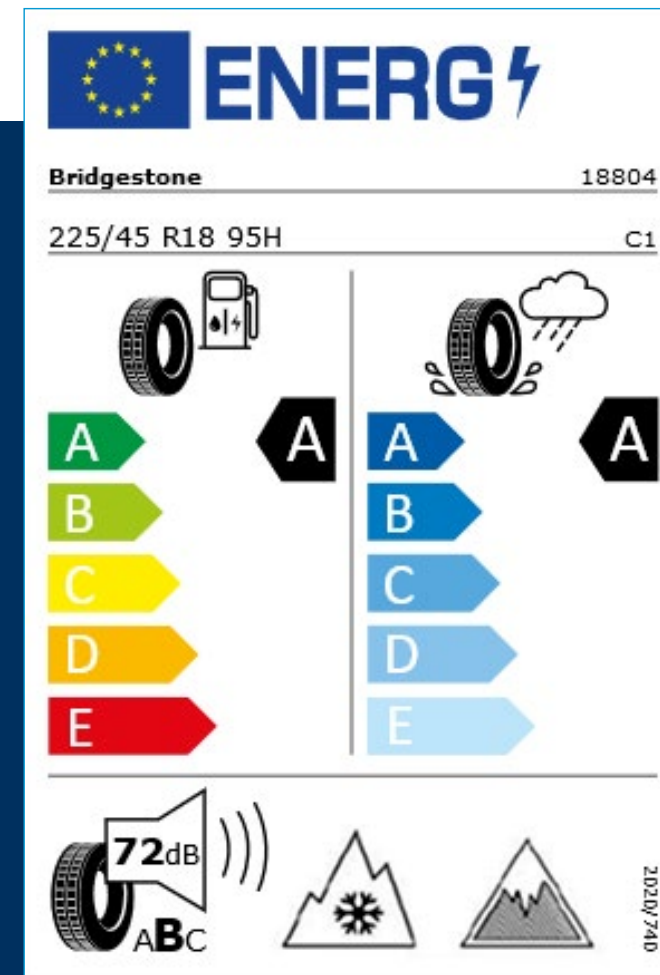 ENERG
Bridgestone 18804
225/45 R18 95H C1
A A A A
B B
C C
D D
E E
72dB
ABC
2020/740